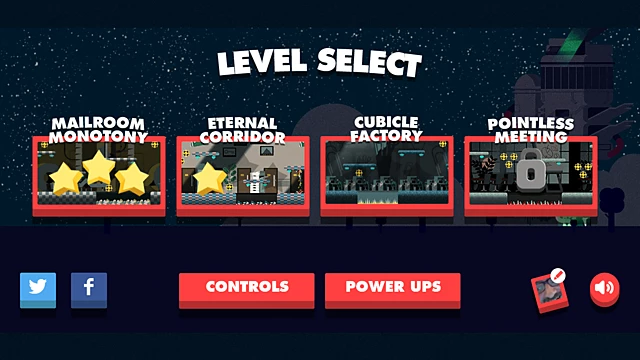 LEVEL SELECT
MAILROOM
MONOTONY
ETERNAL
CORRIDOR
CUBICLE
FACTORY
POINTLESS
MEETING
CONTROLS
POWER UPS